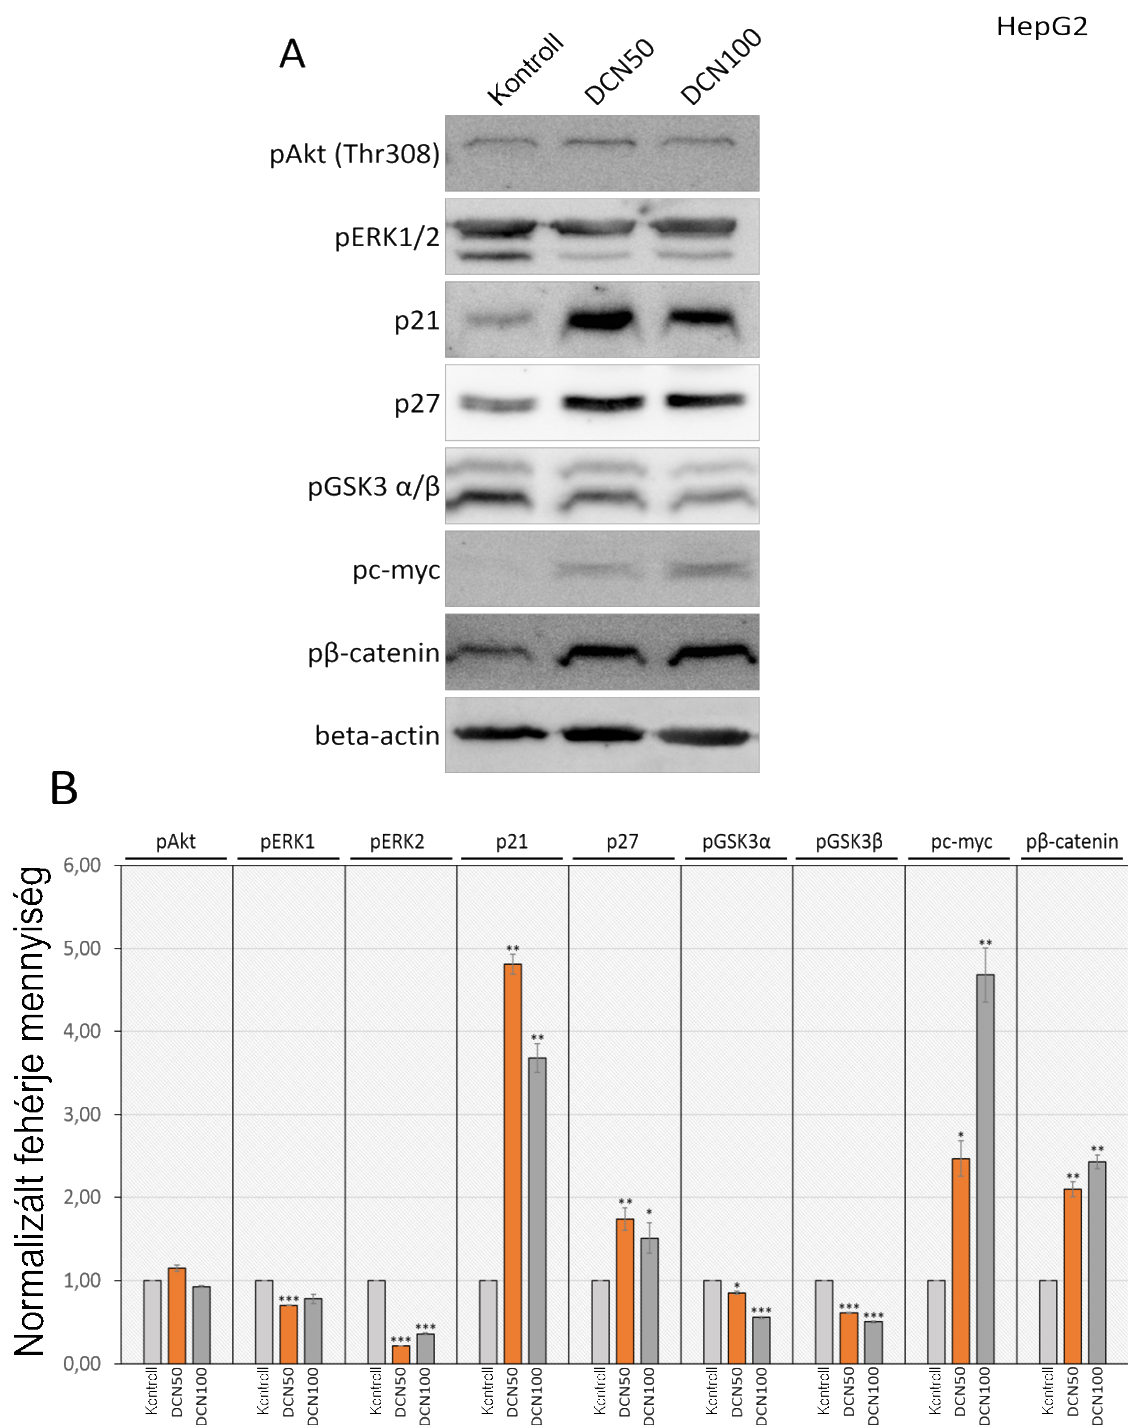 HepG2
A
Kontroll DCN50 DCN100
pAkt (Thr308)
pERK1/2
p21
p27
pGSK3 α/β
pc-myc
pβ-catenin
beta-actin
B
pAkt pERK1 pERK2 p21 p27 pGSK3α pGSK3β pc-myc pβ-catenin
Normalizált fehérje mennyiség
6,00
5,00
4,00
3,00
2,00
1,00
0,00
** ** ** * *** *** *** * *** *** *** * ** ** **
Kontroll DCN50 DCN100 Kontroll DCN50 DCN100 Kontroll DCN50 DCN100 Kontroll DCN50 DCN100 Kontroll DCN50 DCN100 Kontroll DCN50 DCN100 Kontroll DCN50 DCN100 Kontroll DCN50 DCN100 Kontroll DCN50 DCN100